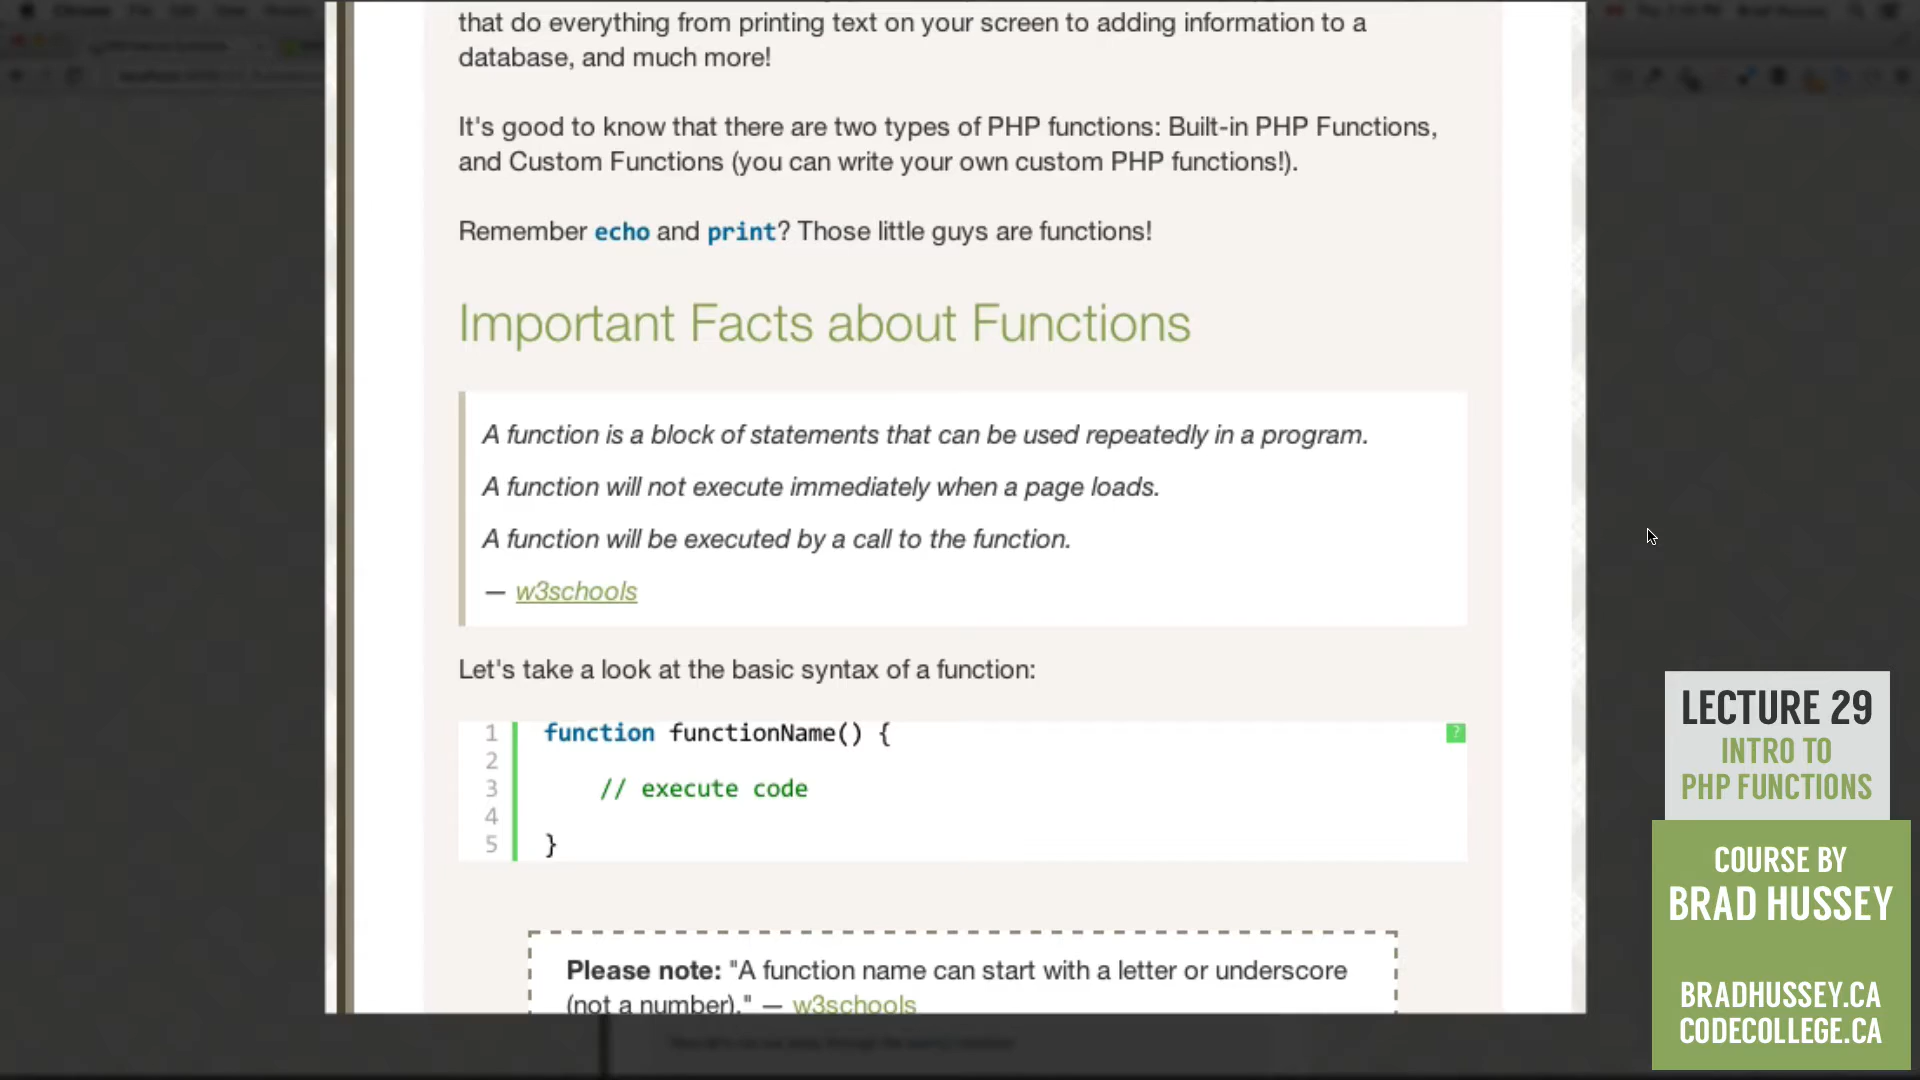 that do everything from printing text on your screen to adding information to a
database, and much more!
It's good to know that there are two types of PHP functions: Built-in PHP Functions,
and Custom Functions (you can write your own custom PHP functions!).
Remember echo and print? Those little guys are functions!
Important Facts about Functions
A function is a block of statements that can be used repeatedly in a program.
A function will not execute immediately when a page loads.
A function will be executed by a call to the function.
— w3schools
Let's take a look at the basic syntax of a function:
1 function functionName() {
2
3 // execute code
4
5 }
?
Please note: "A function name can start with a letter or underscore
(not a number)." — w3schools
LECTURE 29
INTRO TO
PHP FUNCTIONS
COURSE BY
BRAD HUSSEY
BRADHUSSEY.CA
CODECOLLEGE.CA